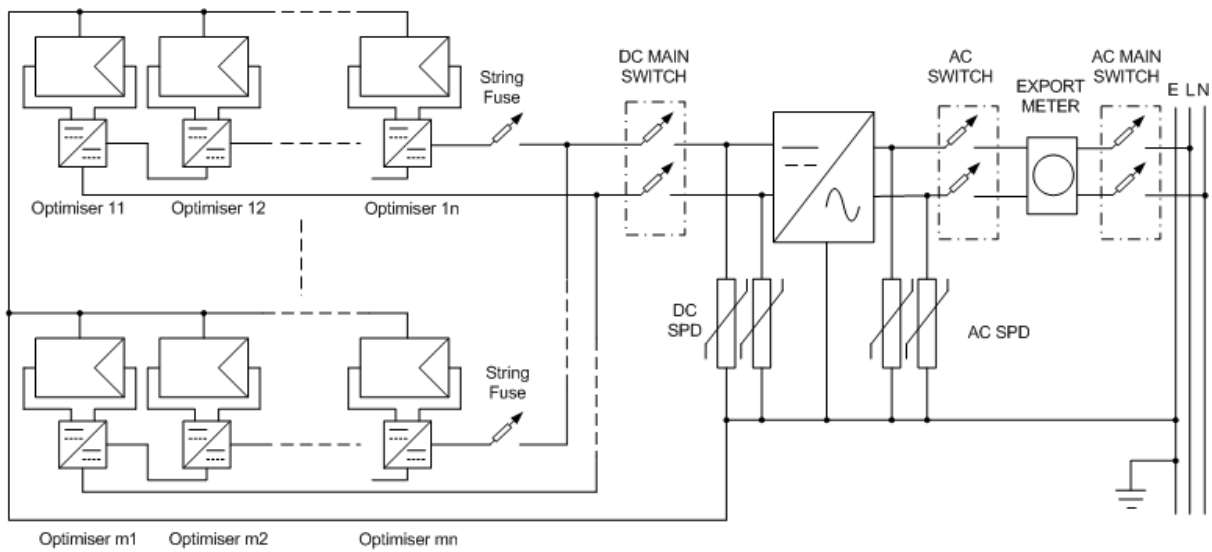 DC MAIN
SWITCH
AC
SWITCH
AC MAIN
SWITCH
EXPORT
METER
E L N
String
Fuse
Optimiser 11
Optimiser 12
Optimiser 1n
DC
SPD
AC SPD
String
Fuse
Optimiser m1
Optimiser m2
Optimiser mn